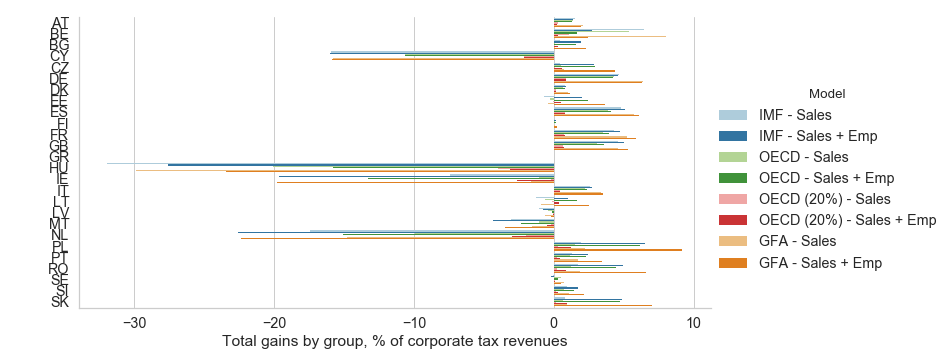 AT
BE
BG
CY
CZ
DE
DK
EE
ES
FI
FR
GB
GR
HU
IE
IT
LT
LV
MT
NL
PL
PT
RO
SE
SI
SK
−30
−20
−10
0
10
Total gains by group, % of corporate tax revenues
Model
IMF - Sales
IMF - Sales + Emp
OECD - Sales
OECD - Sales + Emp
OECD (20%) - Sales
OECD (20%) - Sales + Emp
GFA - Sales
GFA - Sales + Emp